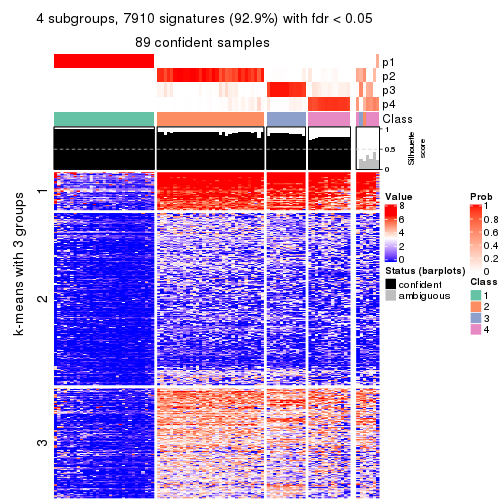 4 subgroups, 7910 signatures (92.9%) with fdr < 0.05
89 confident samples
p1
p2
p3
p4
Class
1
0.5
0
Silhouette
score
k-means with 3 groups
1
2
3
Value
8
6
4
2
0
Status (barplots)
confident
ambiguous
Prob
1
0.8
0.6
0.4
0.2
0
Class
1
2
3
4